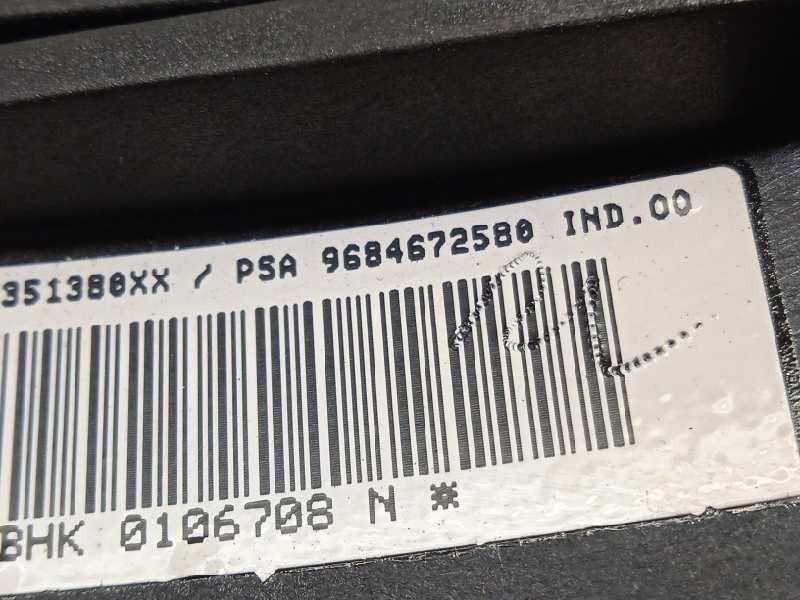 351380XX / PSA 9684672580 IND.00
BHK 0106708 N *